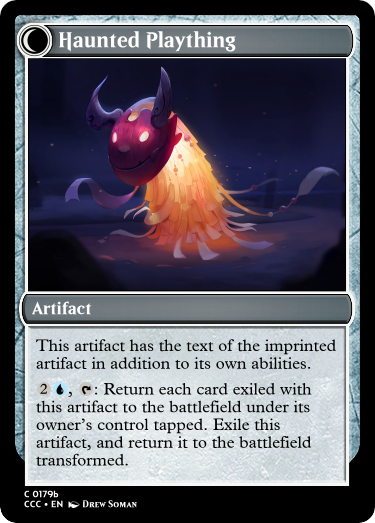 Haunted Plaything
Artifact
This artifact has the text of the imprinted
artifact in addition to its own abilities.
2 , : Return each card exiled with
this artifact to the battlefield under its
owner's control tapped. Exile this
artifact, and return it to the battlefield
transformed.
C 0179b
CCC • EN DREW SOMAN